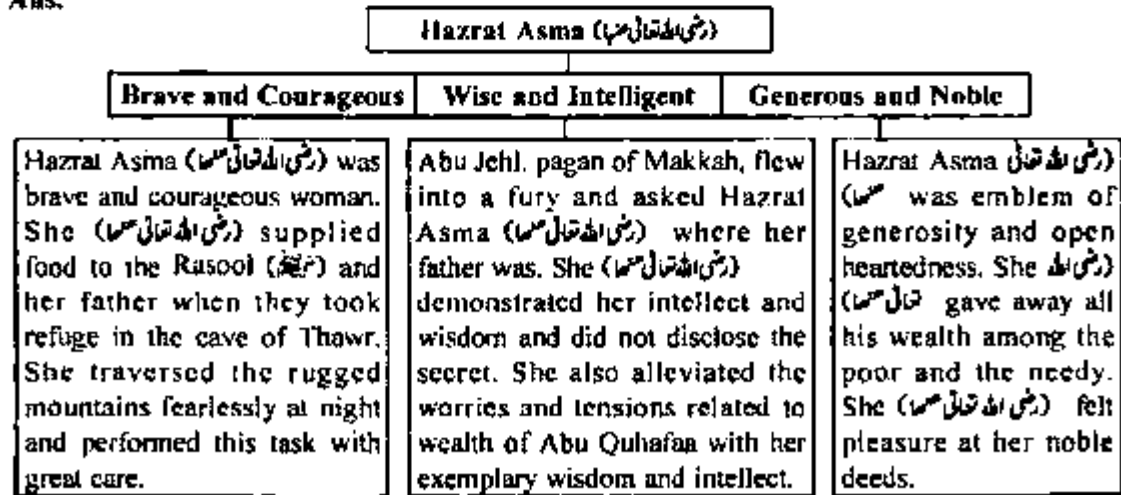 Ans.
Hazrat Asma (رضی اللہ تعالیٰ عنہا)
Brave and Courageous
Wise and Intelligent
Generous and Noble
Hazrat Asma (رضی اللہ تعالیٰ عنہا) was
brave and courageous woman.
She (رضی اللہ تعالیٰ عنہا) supplied
food to the Rasool (ﷺ) and
her father when they took
refuge in the cave of Thawr.
She traversed the rugged
mountains fearlessly at night
and performed this task with
great care.
Abu Jehl, pagan of Makkah, flew
into a fury and asked Hazrat
Asma (رضی اللہ تعالیٰ عنہا) where her
father was. She (رضی اللہ تعالیٰ عنہا)
demonstrated her intellect and
wisdom and did not disclose the
secret. She also alleviated the
worries and tensions related to
wealth of Abu Quhafaa with her
exemplary wisdom and intellect.
Hazrat Asma (رضی اللہ تعالیٰ
عنہا) was emblem of
generosity and open
heartedness. She (رضی اللہ
تعالیٰ عنہا) gave away all
his wealth among the
poor and the needy.
She (رضی اللہ تعالیٰ عنہا) felt
pleasure at her noble
deeds.